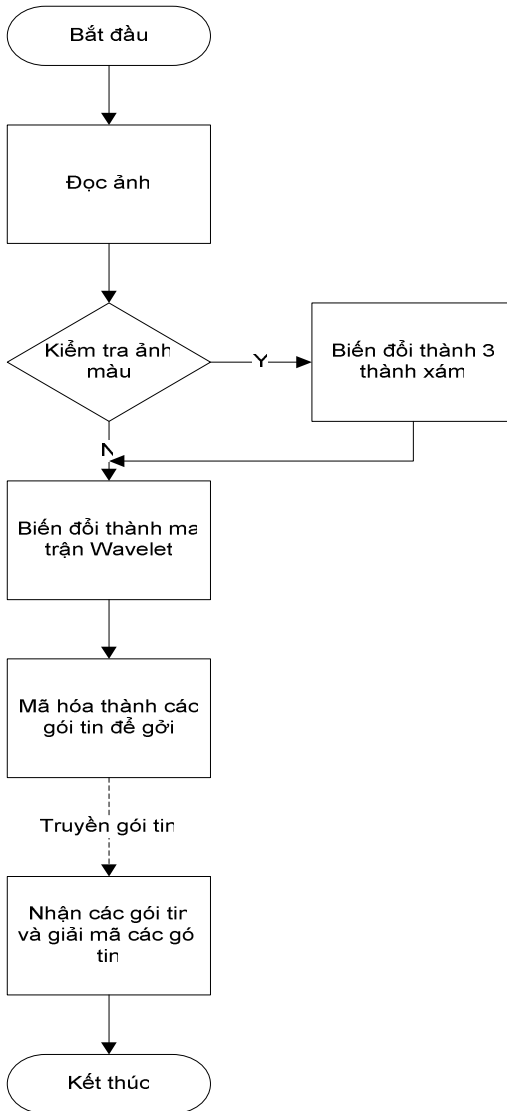 Bắt đầu
Đọc ảnh
Kiểm tra ảnh
màu
Y
Biến đổi thành 3
thành xám
N
Biến đổi thành ma
trận Wavelet
Mã hóa thành các
gói tin để gởi
Truyền gói tin
Nhận các gói tin
và giải mã các gó
tin
Kết thúc